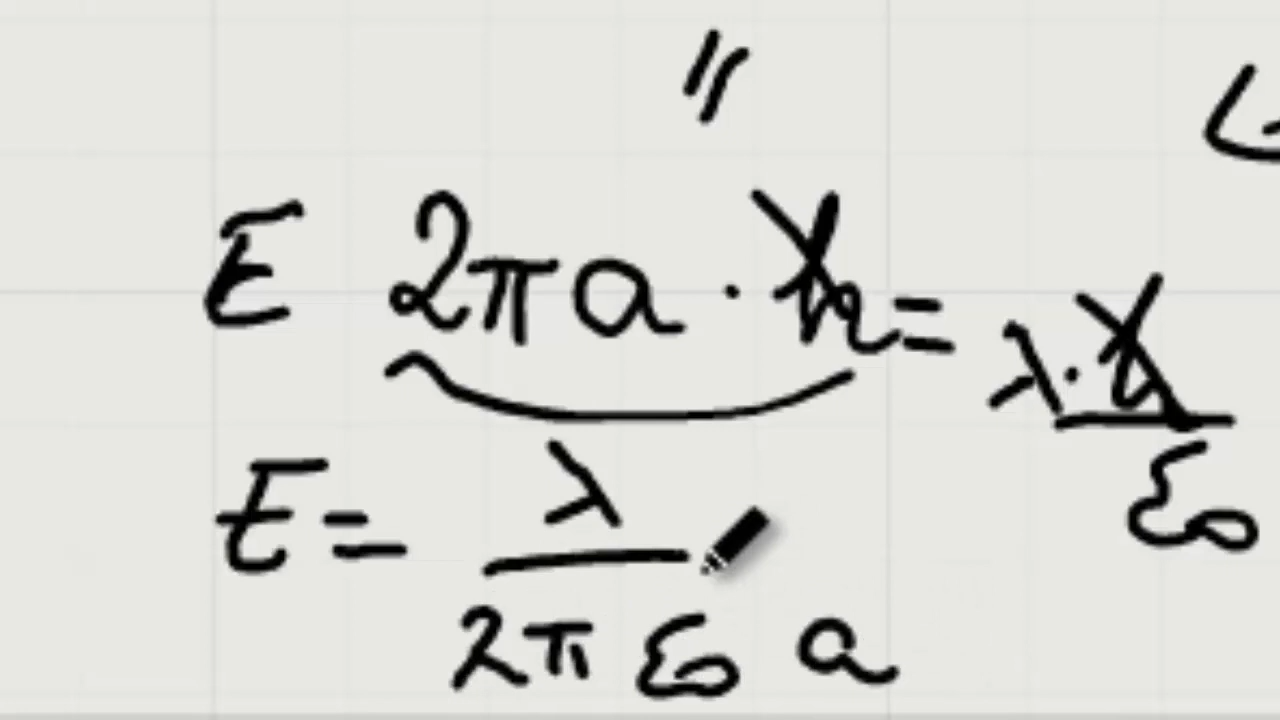 "
E 2πa · h = λ · h / ε₀
E = λ / 2π ε₀ a